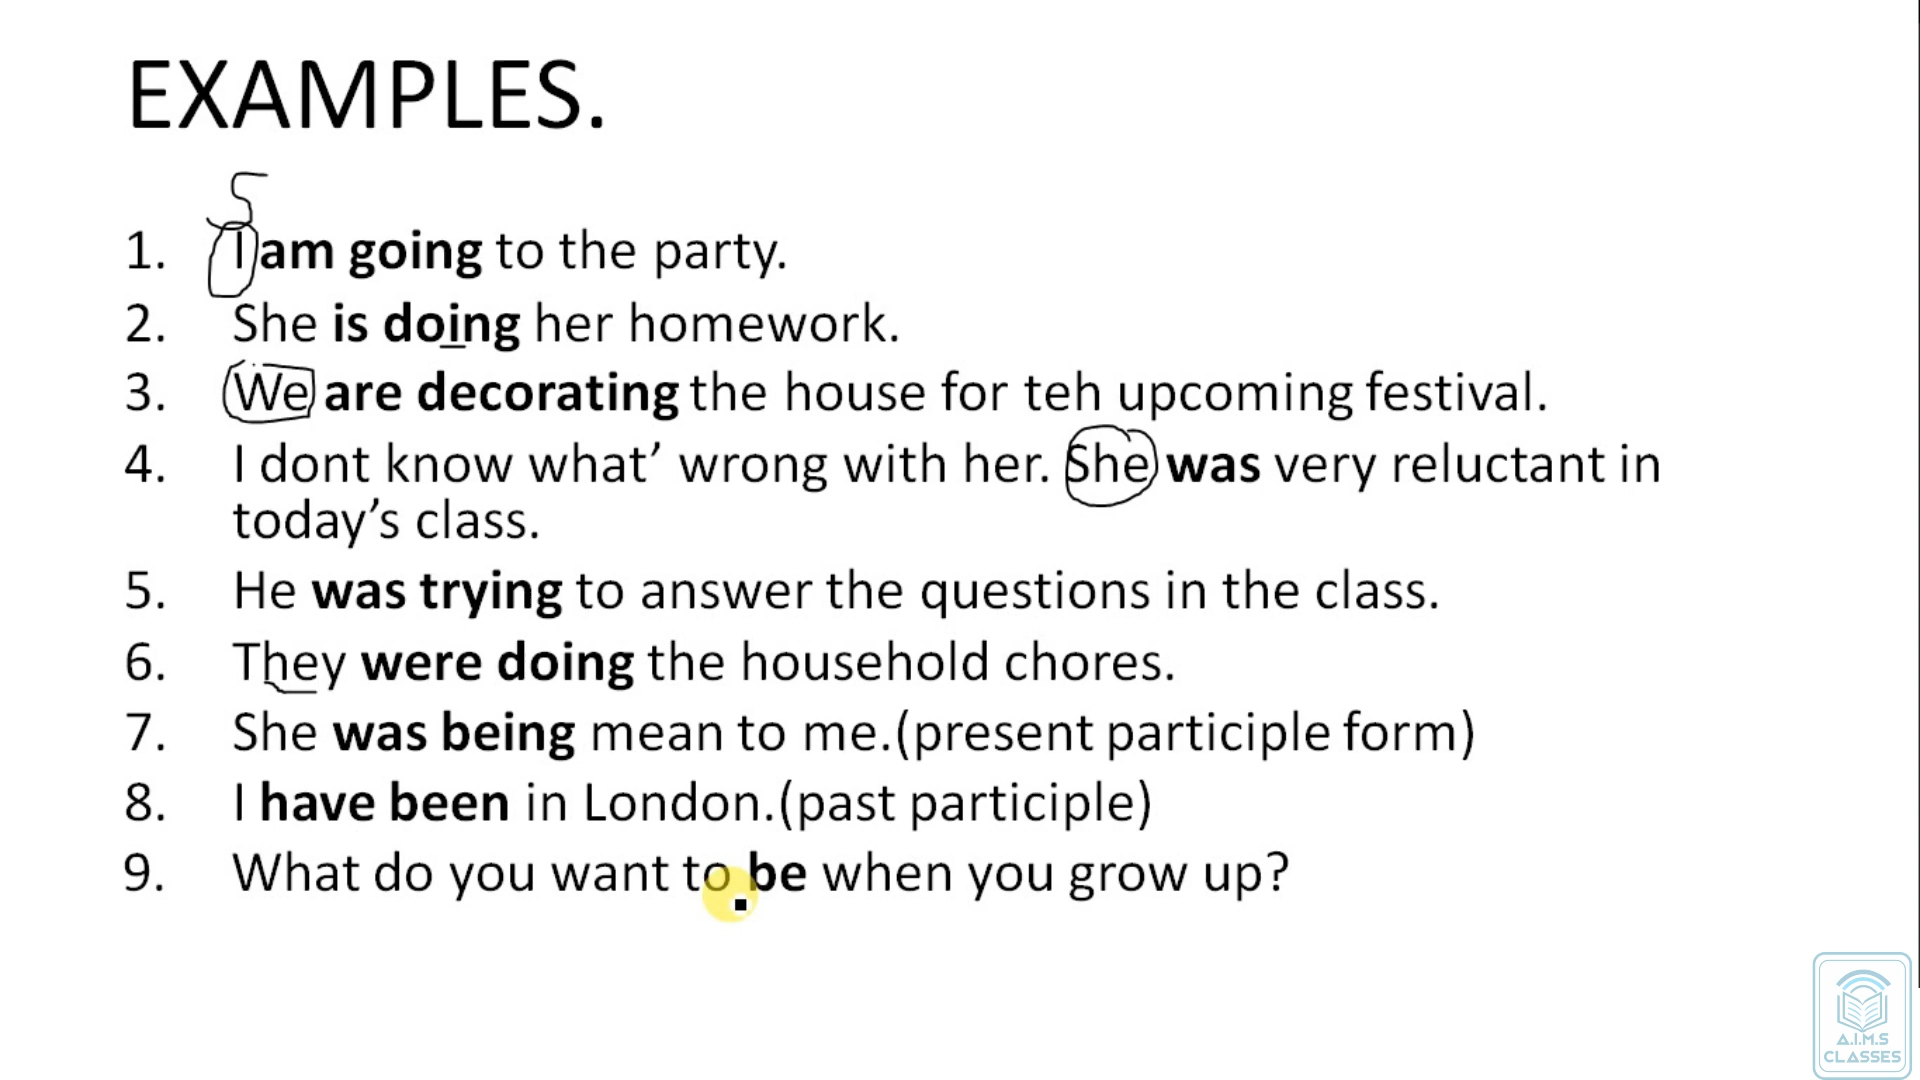 EXAMPLES.
S
1. I am going to the party.
2. She is doing her homework.
3. We are decorating the house for teh upcoming festival.
4. I dont know what’ wrong with her. She was very reluctant in
today’s class.
5. He was trying to answer the questions in the class.
6. They were doing the household chores.
7. She was being mean to me.(present participle form)
8. I have been in London.(past participle)
9. What do you want to be when you grow up?
A.I.M.S
CLASSES